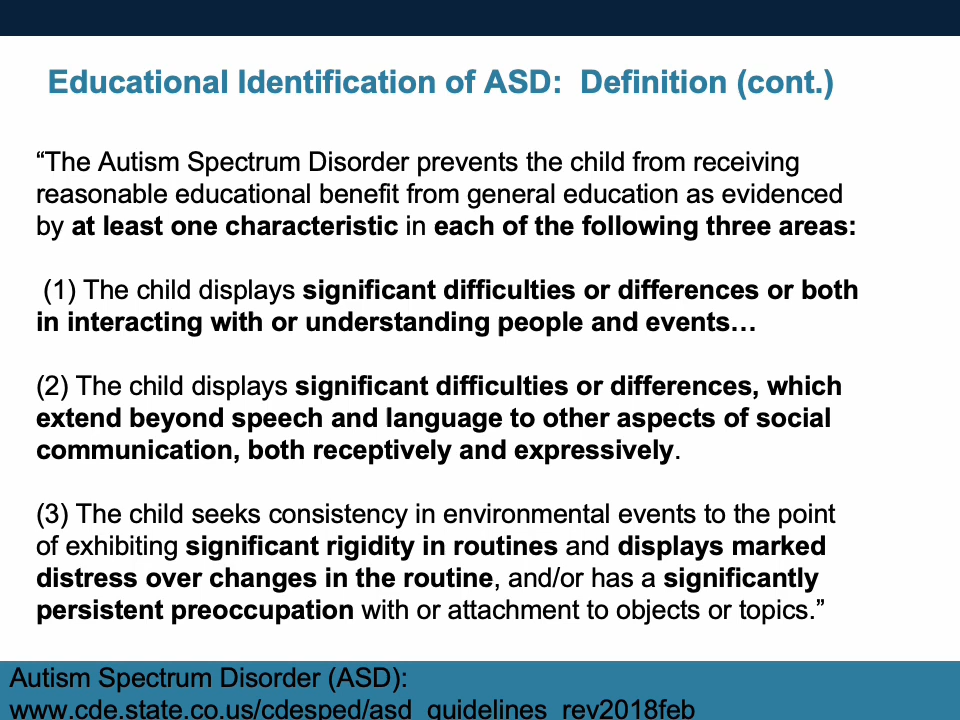 Educational Identification of ASD:  Definition (cont.)
“The Autism Spectrum Disorder prevents the child from receiving
reasonable educational benefit from general education as evidenced
by at least one characteristic in each of the following three areas:
(1) The child displays significant difficulties or differences or both
in interacting with or understanding people and events…
(2) The child displays significant difficulties or differences, which
extend beyond speech and language to other aspects of social
communication, both receptively and expressively.
(3) The child seeks consistency in environmental events to the point
of exhibiting significant rigidity in routines and displays marked
distress over changes in the routine, and/or has a significantly
persistent preoccupation with or attachment to objects or topics.”
Autism Spectrum Disorder (ASD):
www.cde.state.co.us/cdesped/asd_guidelines_rev2018feb